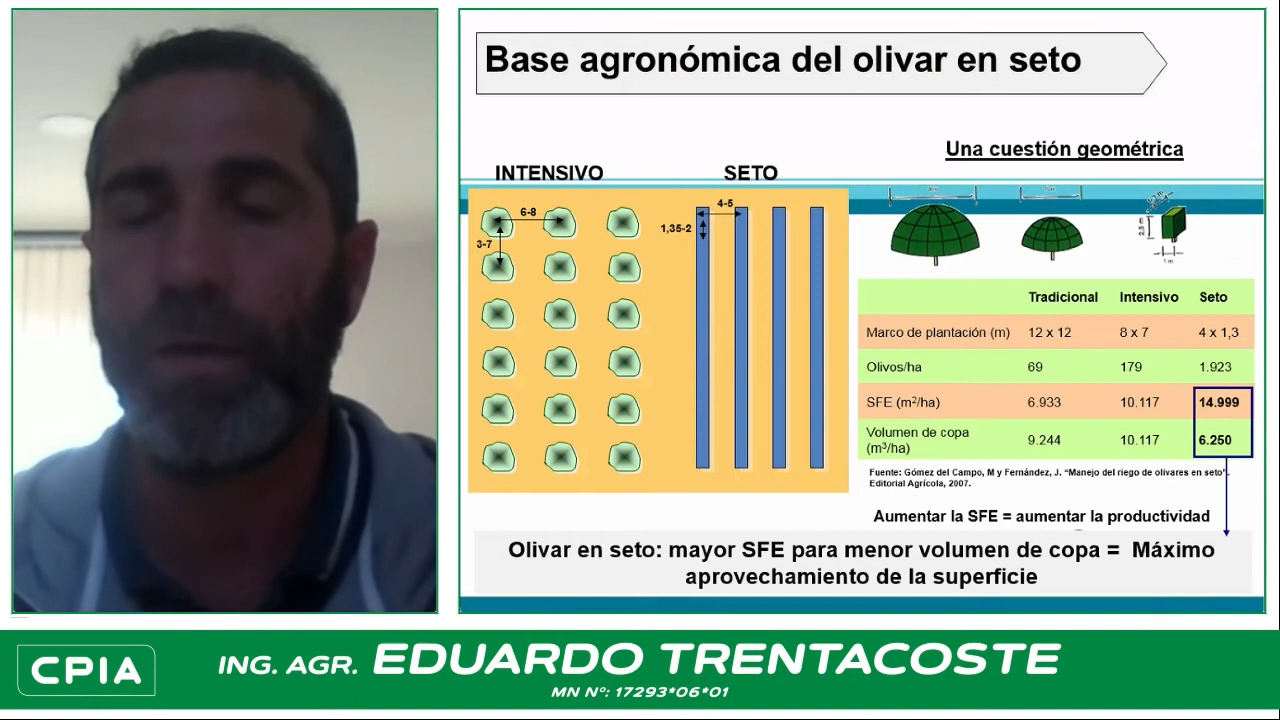 Base agronómica del olivar en seto
Una cuestión geométrica
INTENSIVO
SETO
6-8
3-7
4-5
1,35-2
2,5 m
1 m
Tradicional Intensivo Seto
Marco de plantación (m) 12 x 12 8 x 7 4 x 1,3
Olivos/ha 69 179 1.923
SFE (m²/ha) 6.933 10.117 14.999
Volumen de copa
(m³/ha) 9.244 10.117 6.250
Fuente: Gómez del Campo, M y Fernández, J. “Manejo del riego de olivares en seto”.
Editorial Agrícola, 2007.
Aumentar la SFE = aumentar la productividad
Olivar en seto: mayor SFE para menor volumen de copa = Máximo
aprovechamiento de la superficie
CPIA
ING. AGR. EDUARDO TRENTACOSTE
MN Nº: 17293*06*01